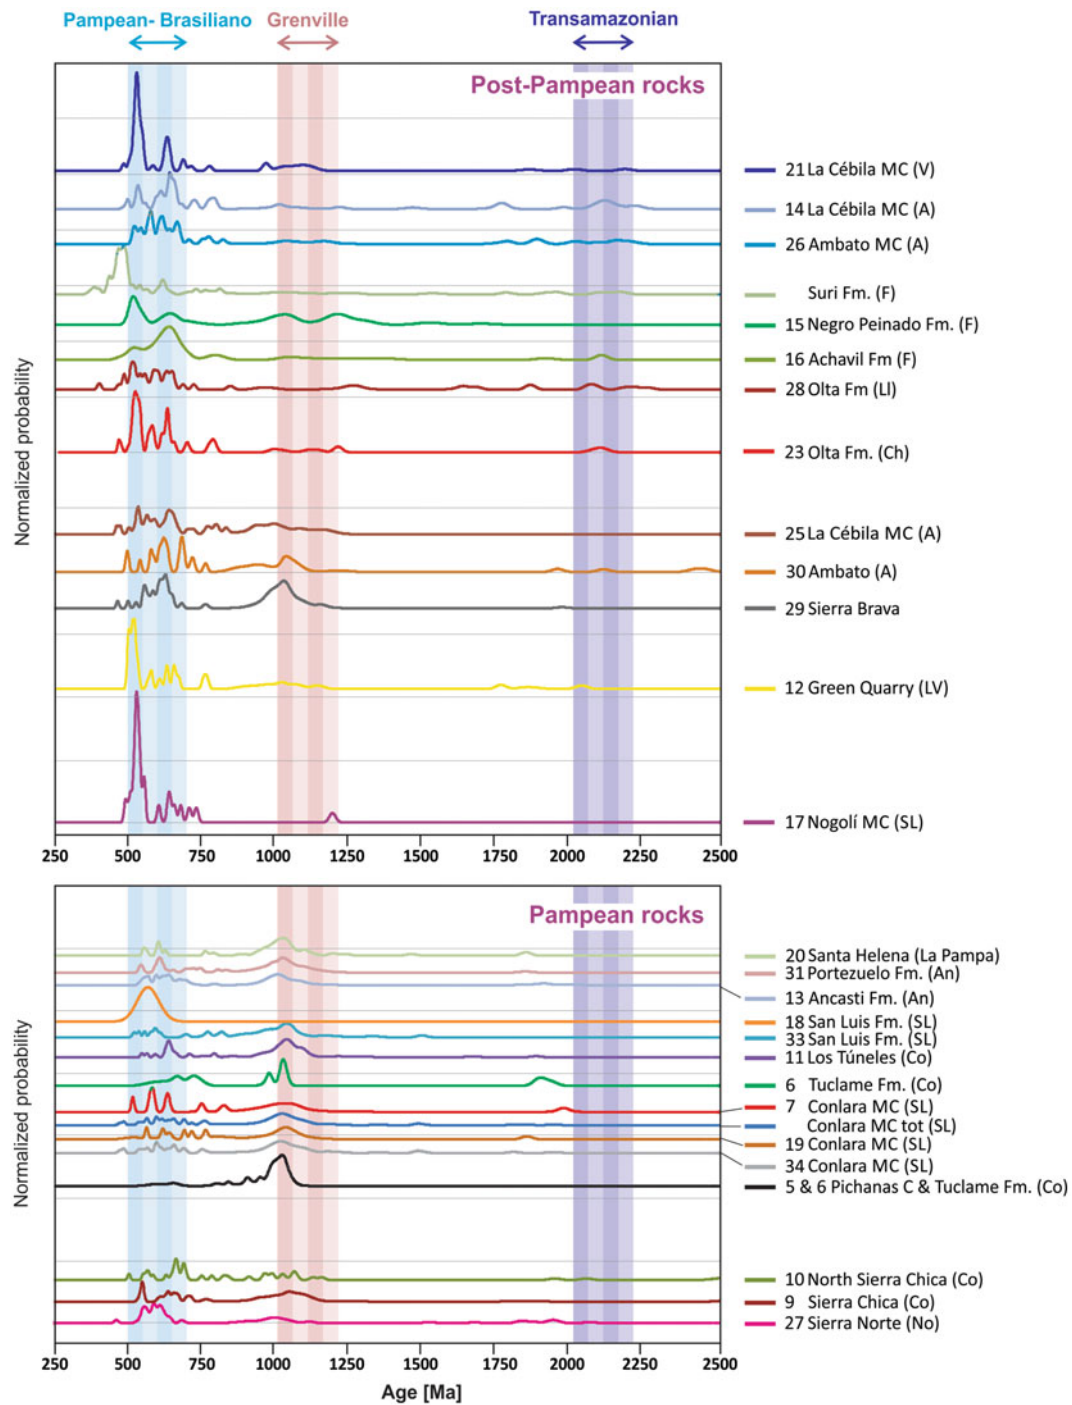 Pampean- Brasiliano Grenville Transamazonian
Post-Pampean rocks
21 La Cébila MC (V)
14 La Cébila MC (A)
26 Ambato MC (A)
Suri Fm. (F)
15 Negro Peinado Fm. (F)
16 Achavil Fm (F)
28 Olta Fm (Ll)
23 Olta Fm. (Ch)
25 La Cébila MC (A)
30 Ambato (A)
29 Sierra Brava
12 Green Quarry (LV)
17 Nogolí MC (SL)
Normalized probability
250 500 750 1000 1250 1500 1750 2000 2250 2500
Pampean rocks
20 Santa Helena (La Pampa)
31 Portezuelo Fm. (An)
13 Ancasti Fm. (An)
18 San Luis Fm. (SL)
33 San Luis Fm. (SL)
11 Los Túneles (Co)
6 Tuclame Fm. (Co)
7 Conlara MC (SL)
Conlara MC tot (SL)
19 Conlara MC (SL)
34 Conlara MC (SL)
5 & 6 Pichanas C & Tuclame Fm. (Co)
10 North Sierra Chica (Co)
9 Sierra Chica (Co)
27 Sierra Norte (No)
Normalized probability
250 500 750 1000 1250 1500 1750 2000 2250 2500
Age [Ma]